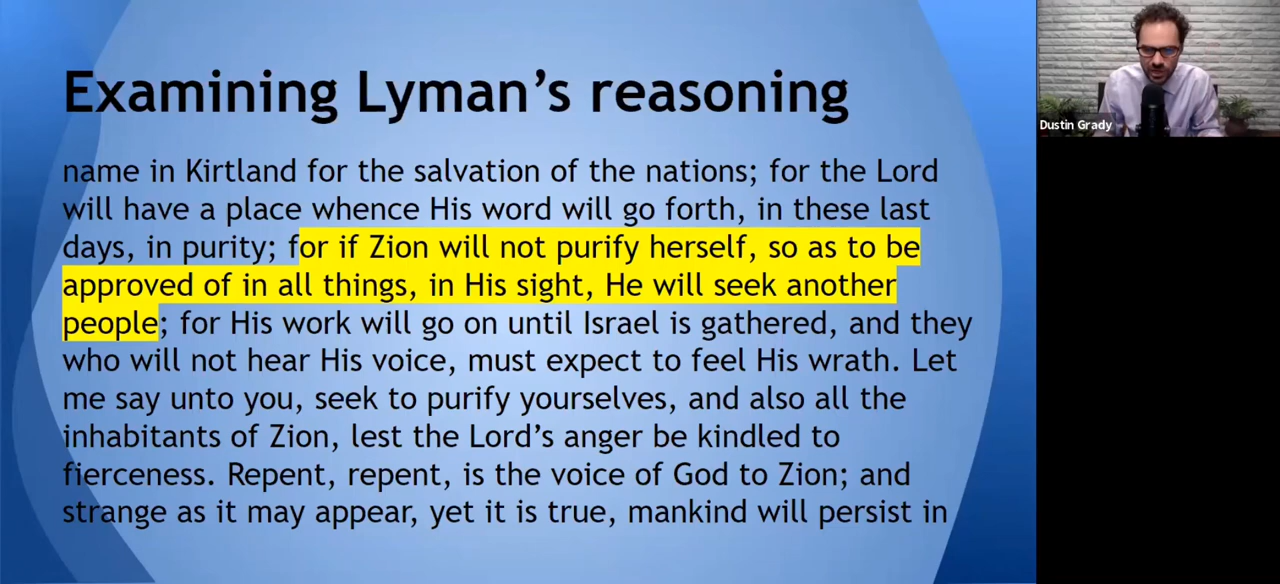 Examining Lyman’s reasoning
name in Kirtland for the salvation of the nations; for the Lord
will have a place whence His word will go forth, in these last
days, in purity; for if Zion will not purify herself, so as to be
approved of in all things, in His sight, He will seek another
people; for His work will go on until Israel is gathered, and they
who will not hear His voice, must expect to feel His wrath. Let
me say unto you, seek to purify yourselves, and also all the
inhabitants of Zion, lest the Lord’s anger be kindled to
fierceness. Repent, repent, is the voice of God to Zion; and
strange as it may appear, yet it is true, mankind will persist in
Dustin Grady